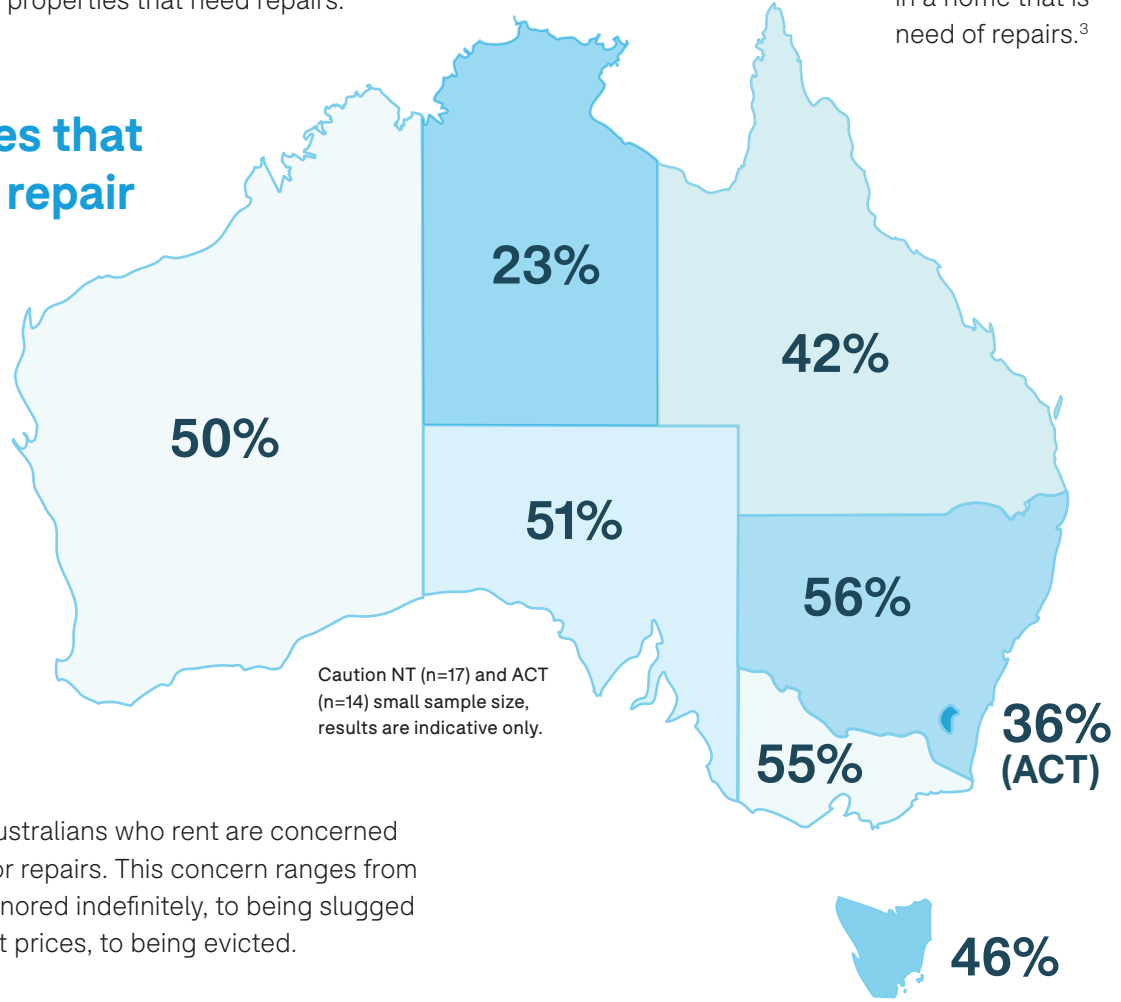 properties that need repairs.
in a home that is
need of repairs.³
es that
repair
23%
42%
50%
51%
56%
Caution NT (n=17) and ACT
(n=14) small sample size,
results are indicative only.
36%
(ACT)
55%
ustralians who rent are concerned
or repairs. This concern ranges from
nored indefinitely, to being slugged
t prices, to being evicted.
46%